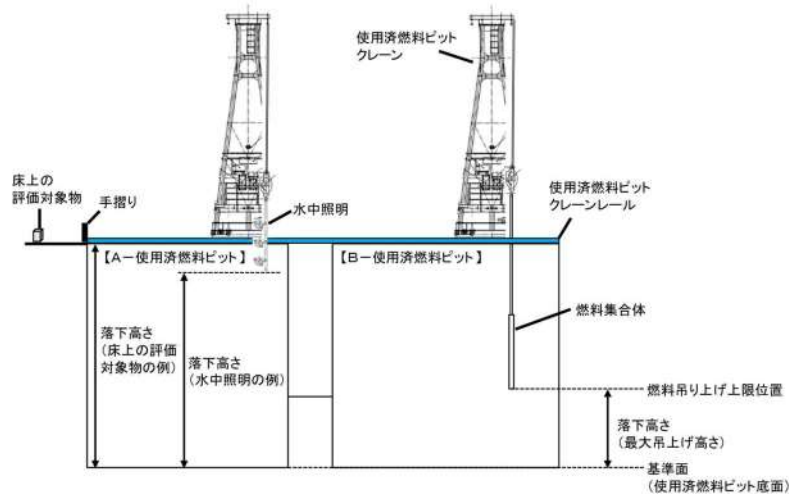 使用済燃料ピット
クレーン
床上の
評価対象物
手摺り
水中照明
使用済燃料ピット
クレーンレール
【A－使用済燃料ピット】
【B－使用済燃料ピット】
燃料集合体
落下高さ
(床上の評価
対象物の例)
落下高さ
(水中照明の例)
燃料吊り上げ上限位置
落下高さ
(最大吊上げ高さ)
基準面
(使用済燃料ピット底面)